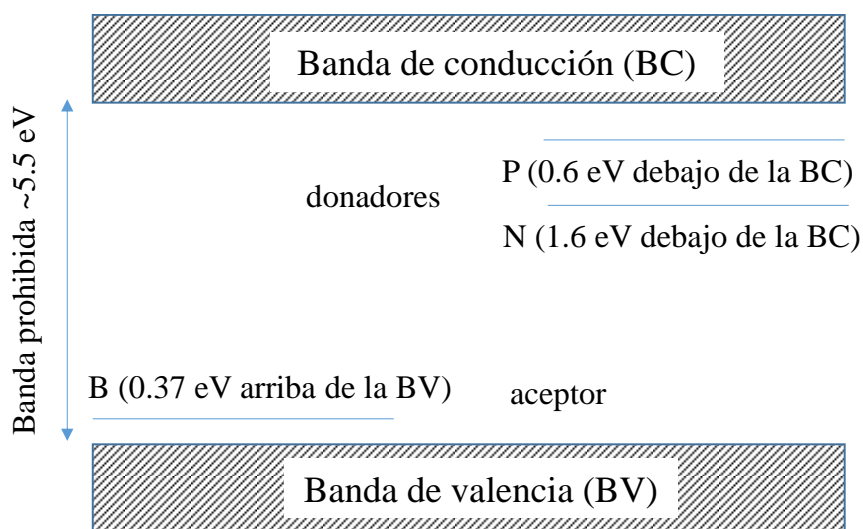 Banda de conducción (BC)
Banda prohibida ~5.5 eV
P (0.6 eV debajo de la BC)
donadores
N (1.6 eV debajo de la BC)
B (0.37 eV arriba de la BV)
aceptor
Banda de valencia (BV)